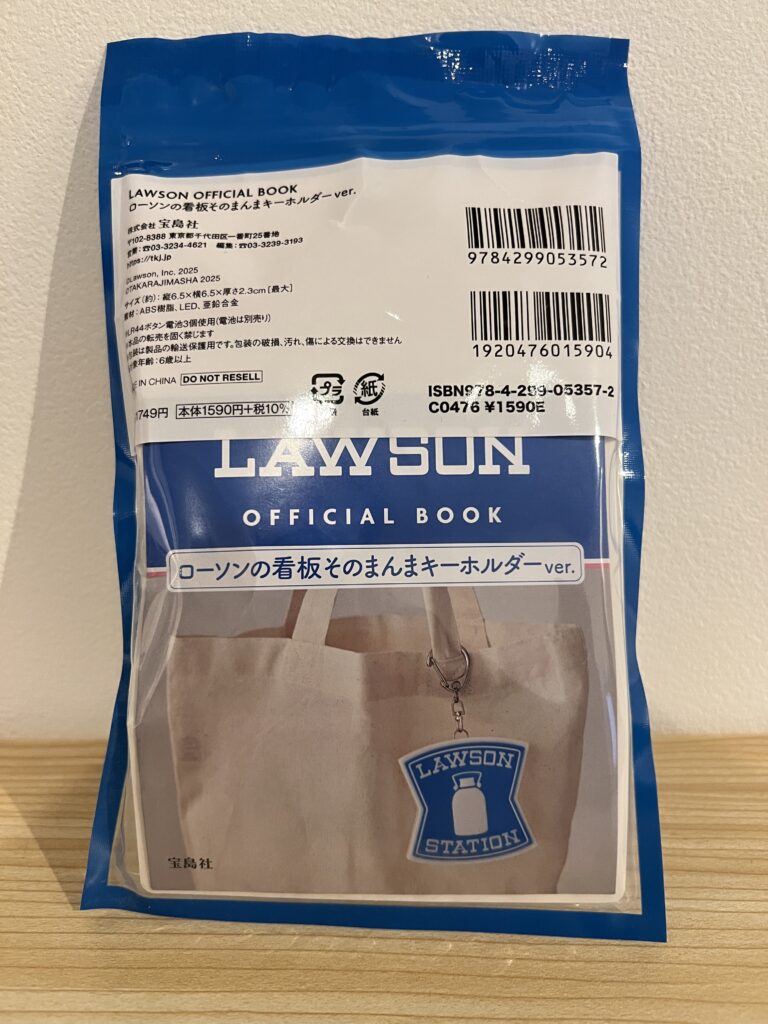 LAWSON OFFICIAL BOOK
ローソンの看板そのまんまキーホルダーver.
株式会社 宝島社
〒102-8388 東京都千代田区一番町25番地
営業：☎03-3234-4621 編集：☎03-3239-3193
https://tkj.jp
©Lawson, Inc. 2025
©TAKARAJIMASHA 2025
サイズ（約）：縦6.5×横6.5×厚さ2.3cm［最大］
素材：ABS樹脂、LED、亜鉛合金
LR44ボタン電池3個使用（電池は別売り）
本品の転売を固く禁じます
包装は製品の輸送保護用です。包装の破損、汚れ、傷による交換はできません
対象年齢：6歳以上
IN CHINA DO NOT RESELL
1749円 本体1590円+税10%
プラ
紙
台紙
9784299053572
1920476015904
ISBN978-4-299-05357-2
C0476 ¥1590E
LAWSON
OFFICIAL BOOK
ローソンの看板そのまんまキーホルダーver.
LAWSON
STATION
宝島社